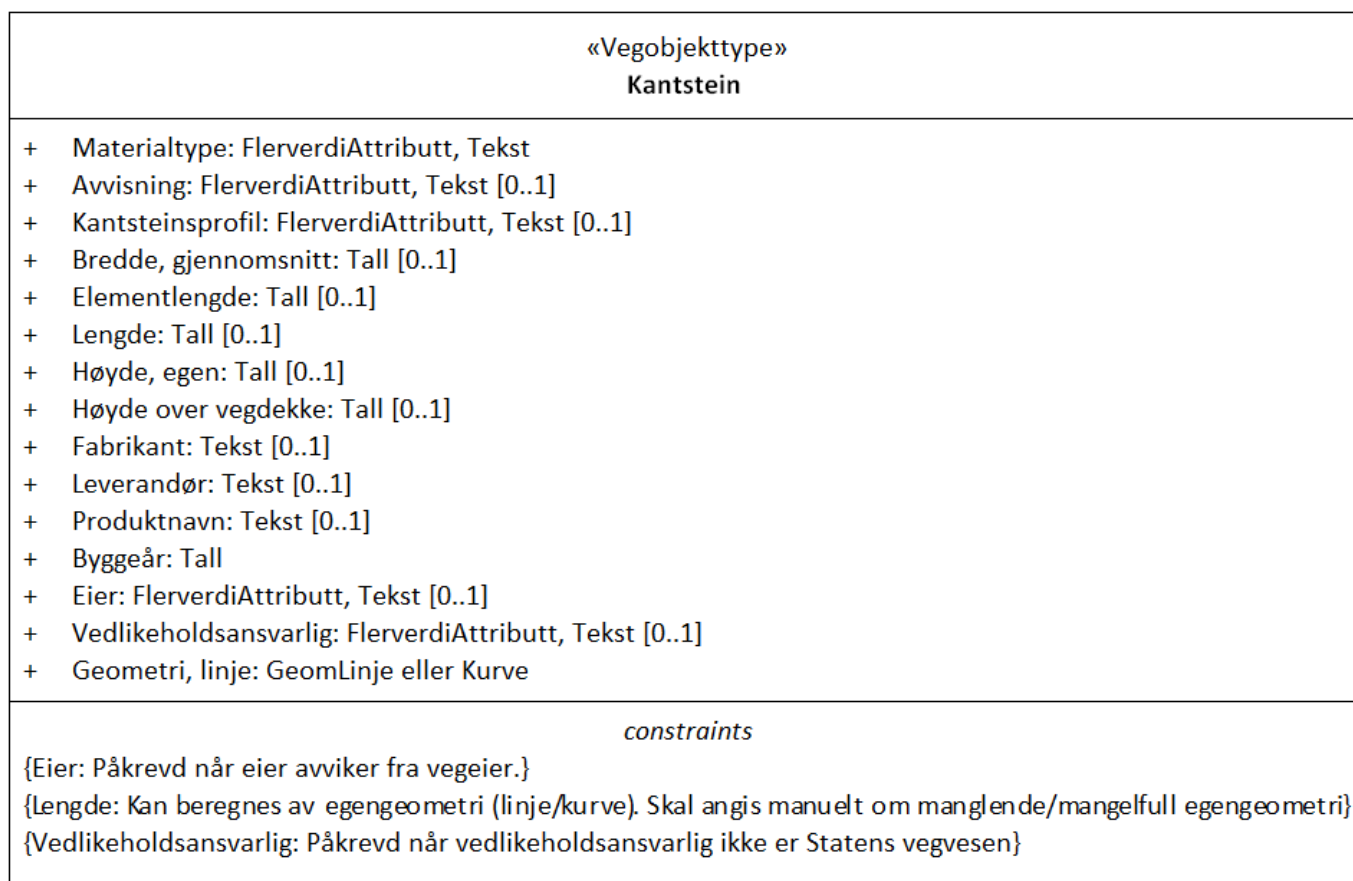 «Vegobjekttype»
Kantstein
+ Materialtype: FlerverdiAttributt, Tekst
+ Avvisning: FlerverdiAttributt, Tekst [0..1]
+ Kantsteinsprofil: FlerverdiAttributt, Tekst [0..1]
+ Bredde, gjennomsnitt: Tall [0..1]
+ Elementlengde: Tall [0..1]
+ Lengde: Tall [0..1]
+ Høyde, egen: Tall [0..1]
+ Høyde over vegdekke: Tall [0..1]
+ Fabrikant: Tekst [0..1]
+ Leverandør: Tekst [0..1]
+ Produktnavn: Tekst [0..1]
+ Byggeår: Tall
+ Eier: FlerverdiAttributt, Tekst [0..1]
+ Vedlikeholdsansvarlig: FlerverdiAttributt, Tekst [0..1]
+ Geometri, linje: GeomLinje eller Kurve
constraints
{Eier: Påkrevd når eier avviker fra vegeier.}
{Lengde: Kan beregnes av egengeometri (linje/kurve). Skal angis manuelt om manglende/mangelfull egengeometri}
{Vedlikeholdsansvarlig: Påkrevd når vedlikeholdsansvarlig ikke er Statens vegvesen}